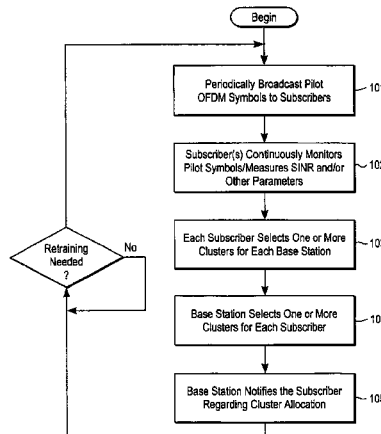 Begin
Periodically Broadcast Pilot
OFDM Symbols to Subscribers
101
Subscriber(s) Continuously Monitors
Pilot Symbols/Measures SINR and/or
Other Parameters
Retraining
Needed
?
No
Each Subscriber Selects One or More
Clusters for Each Base Station
Base Station Selects One or More
Clusters for Each Subscriber
Base Station Notifies the Subscriber
Regarding Cluster Allocation